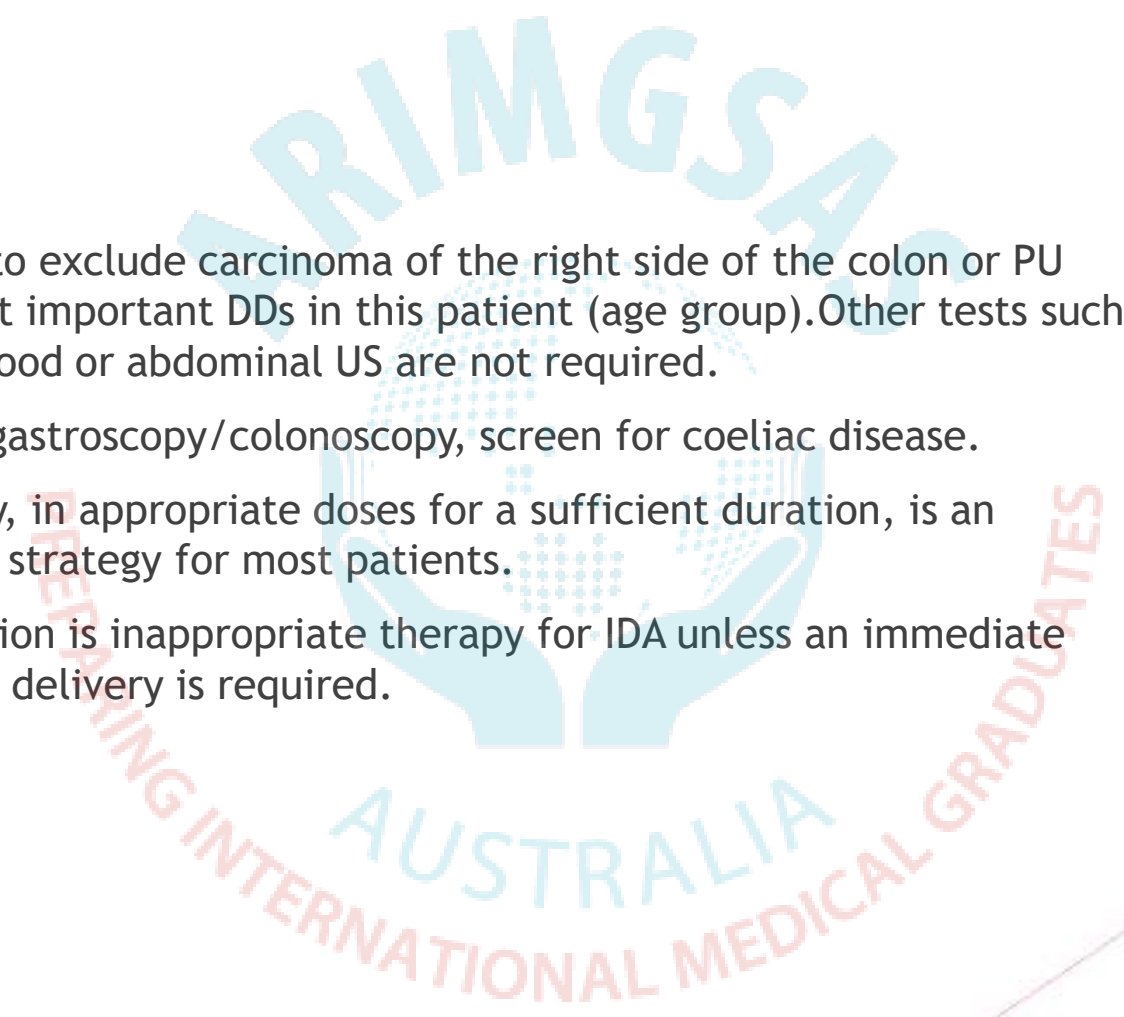 ARIMGSAS
to exclude carcinoma of the right side of the colon or PU
t important DDs in this patient (age group).Other tests such
ood or abdominal US are not required.
gastroscopy/colonoscopy, screen for coeliac disease.
y, in appropriate doses for a sufficient duration, is an
strategy for most patients.
ion is inappropriate therapy for IDA unless an immediate
delivery is required.
AUSTRALIA
PREPARING INTERNATIONAL MEDICAL GRADUATES